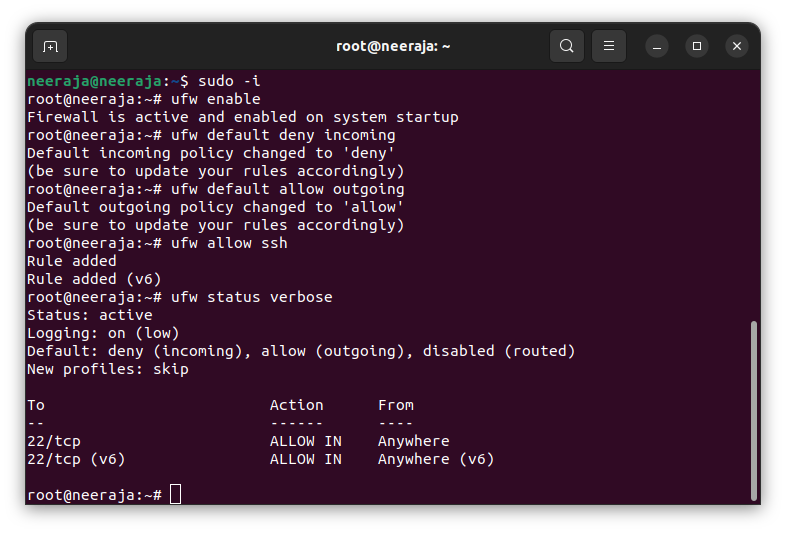 root@neeraja: ~
neeraja@neeraja:~$ sudo -i
root@neeraja:~# ufw enable
Firewall is active and enabled on system startup
root@neeraja:~# ufw default deny incoming
Default incoming policy changed to 'deny'
(be sure to update your rules accordingly)
root@neeraja:~# ufw default allow outgoing
Default outgoing policy changed to 'allow'
(be sure to update your rules accordingly)
root@neeraja:~# ufw allow ssh
Rule added
Rule added (v6)
root@neeraja:~# ufw status verbose
Status: active
Logging: on (low)
Default: deny (incoming), allow (outgoing), disabled (routed)
New profiles: skip
To                         Action      From
--                         ------      ----
22/tcp                     ALLOW IN    Anywhere
22/tcp (v6)                ALLOW IN    Anywhere (v6)
root@neeraja:~#